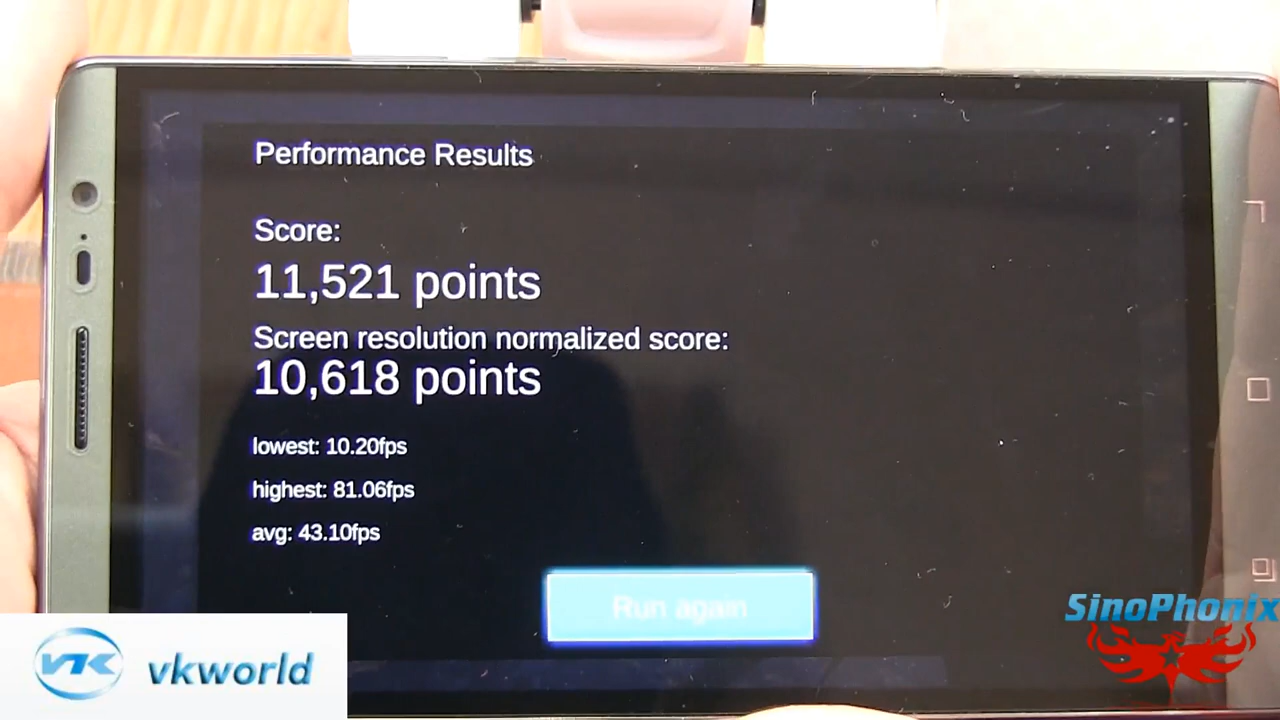 Performance Results
Score:
11,521 points
Screen resolution normalized score:
10,618 points
lowest: 10.20fps
highest: 81.06fps
avg: 43.10fps
Run again
SinoPhonix
VK
vkworld